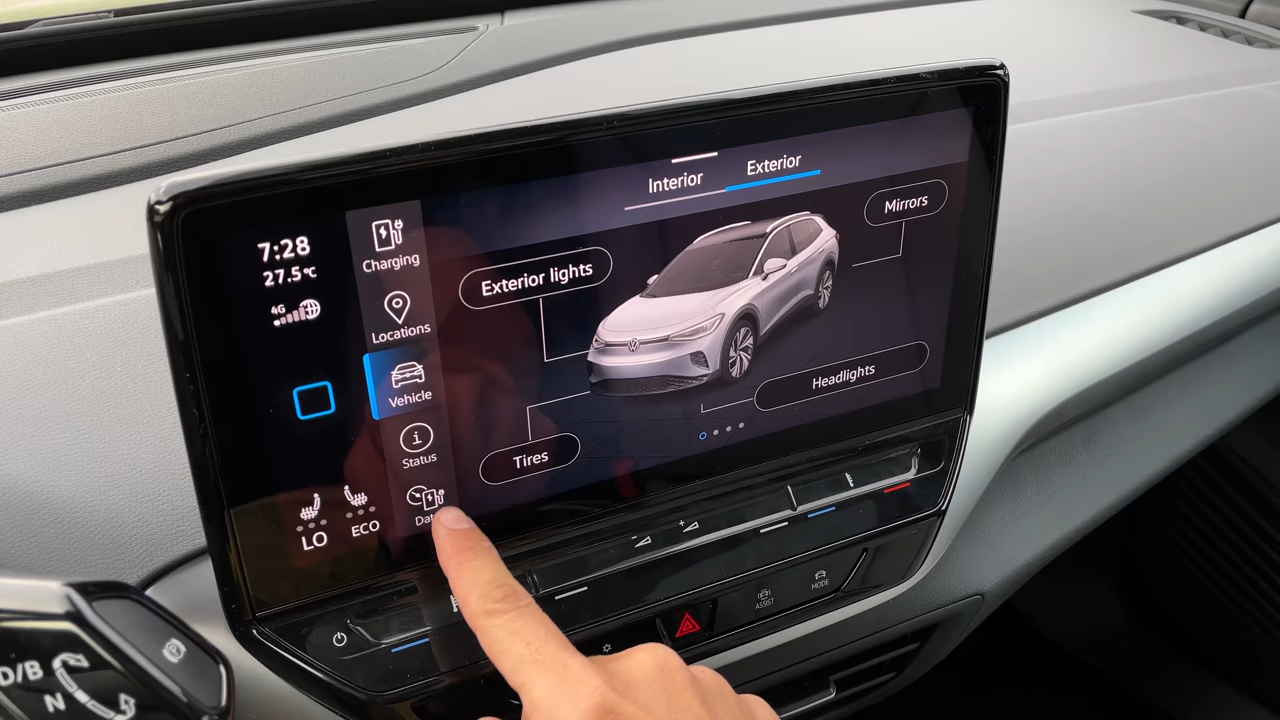 Interior
Exterior
7:28
27.5°C
4G
Charging
Locations
Vehicle
Status
Dat
LO
ECO
Exterior lights
Mirrors
Headlights
Tires
ASSIST
MODE
D/B
N